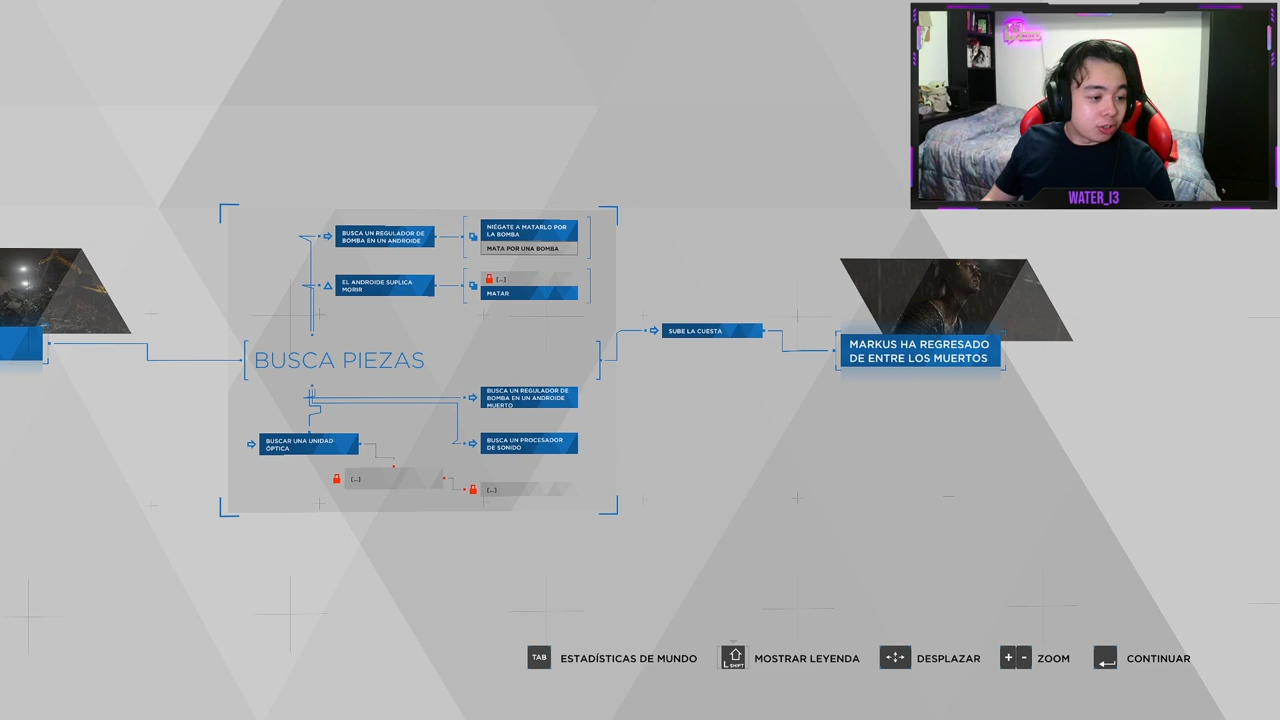 WATER_I3
BUSCA UN REGULADOR DE
BOMBA EN UN ANDROIDE
NIÉGATE A MATARLO POR
LA BOMBA
MATA POR UNA BOMBA
EL ANDROIDE SUPLICA
MORIR
[...]
MATAR
SUBE LA CUESTA
MARKUS HA REGRESADO
DE ENTRE LOS MUERTOS
BUSCA PIEZAS
BUSCA UN REGULADOR DE
BOMBA EN UN ANDROIDE
MUERTO
BUSCAR UNA UNIDAD
ÓPTICA
BUSCA UN PROCESADOR
DE SONIDO
[...]
[...]
TAB
ESTADÍSTICAS DE MUNDO
L SHIFT
MOSTRAR LEYENDA
DESPLAZAR
+ -
ZOOM
CONTINUAR